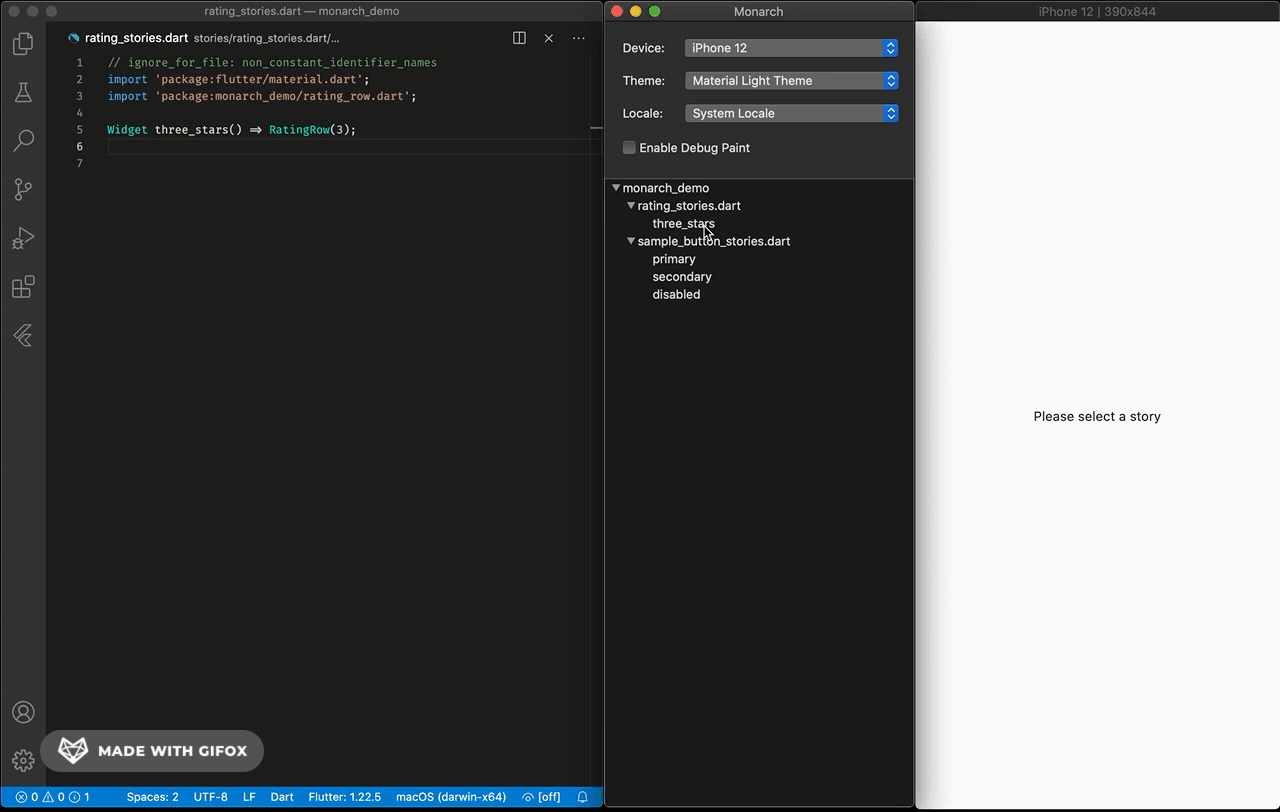 rating_stories.dart — monarch_demo
rating_stories.dart stories/rating_stories.dart/...
1 // ignore_for_file: non_constant_identifier_names
2 import 'package:flutter/material.dart';
3 import 'package:monarch_demo/rating_row.dart';
4
5 Widget three_stars() => RatingRow(3);
6
7
MADE WITH GIFOX
0 0 1 Spaces: 2 UTF-8 LF Dart Flutter: 1.22.5 macOS (darwin-x64) [off]
Monarch
Device: iPhone 12
Theme: Material Light Theme
Locale: System Locale
Enable Debug Paint
monarch_demo
rating_stories.dart
three_stars
sample_button_stories.dart
primary
secondary
disabled
iPhone 12 | 390x844
Please select a story